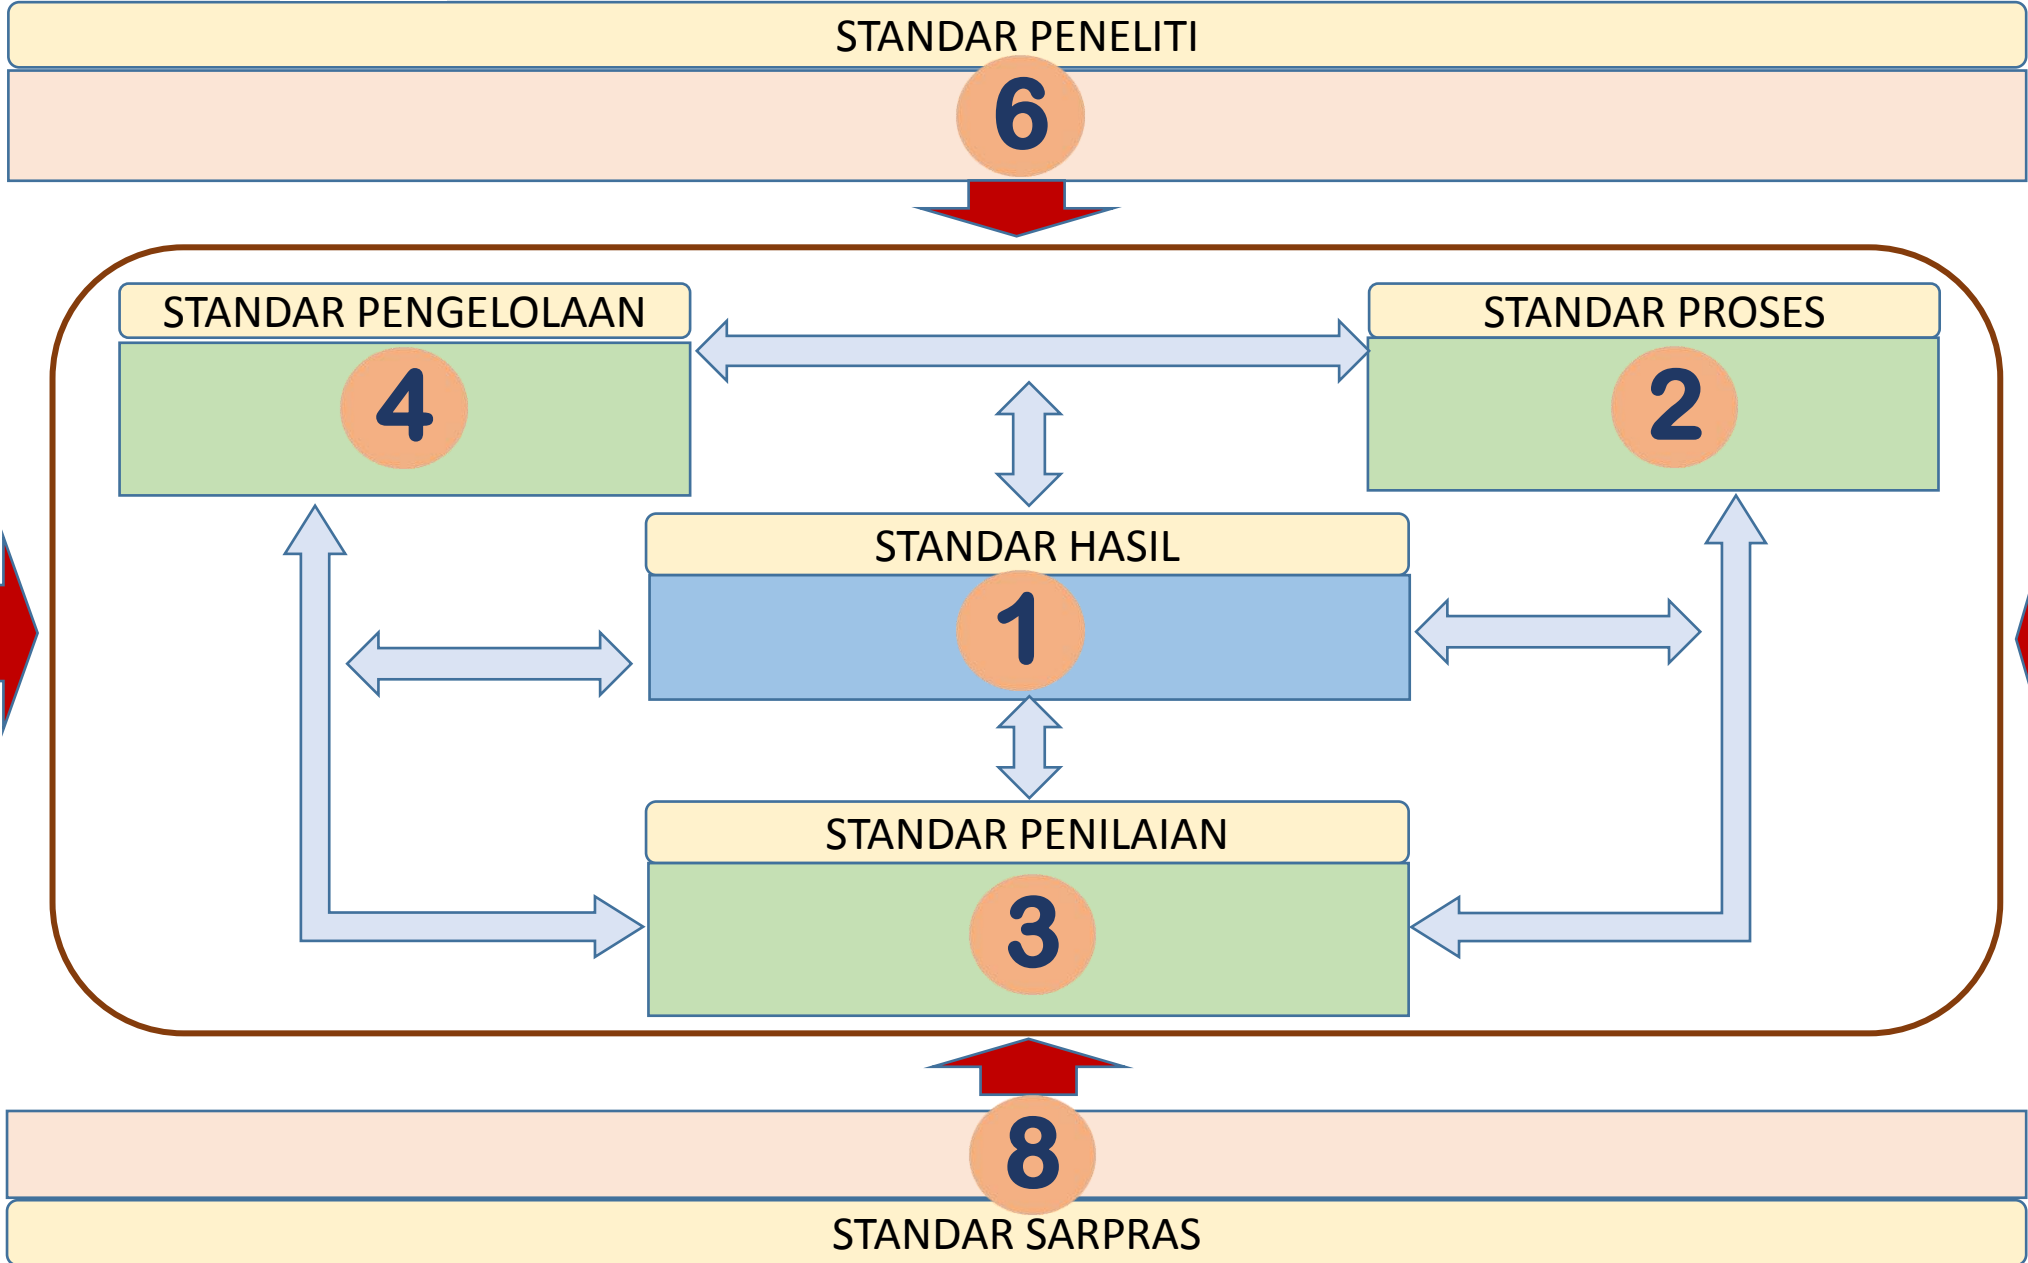 STANDAR PENELITI
6
STANDAR PENGELOLAAN
4
STANDAR PROSES
2
STANDAR HASIL
1
STANDAR PENILAIAN
3
8
STANDAR SARPRAS